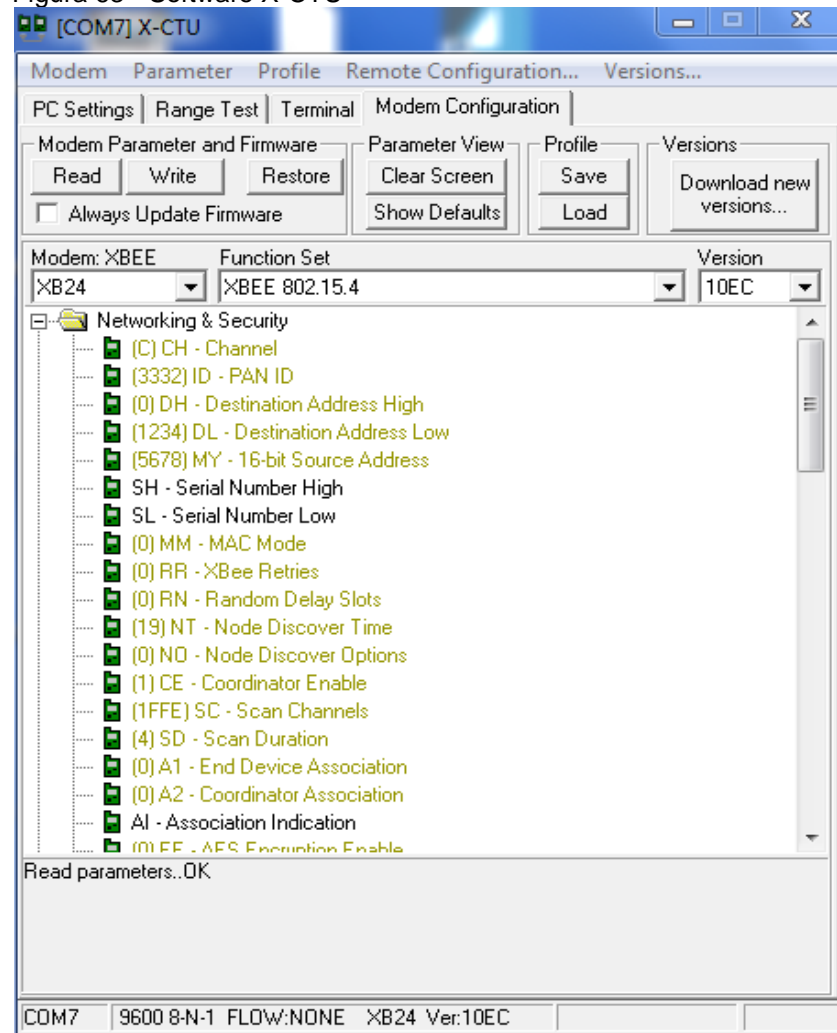 [COM7] X-CTU
Modem Parameter Profile Remote Configuration... Versions...
PC Settings Range Test Terminal Modem Configuration
Modem Parameter and Firmware Parameter View Profile Versions
Read Write Restore Clear Screen Save Download new versions...
Always Update Firmware Show Defaults Load
Modem: XBEE Function Set Version
XB24 XBEE 802.15.4 10EC
Networking & Security
(C) CH - Channel
(3332) ID - PAN ID
(0) DH - Destination Address High
(1234) DL - Destination Address Low
(5678) MY - 16-bit Source Address
SH - Serial Number High
SL - Serial Number Low
(0) MM - MAC Mode
(0) RR - XBee Retries
(0) RN - Random Delay Slots
(19) NT - Node Discover Time
(0) NO - Node Discover Options
(1) CE - Coordinator Enable
(1FFE) SC - Scan Channels
(4) SD - Scan Duration
(0) A1 - End Device Association
(0) A2 - Coordinator Association
AI - Association Indication
(0) EE - AES Encryption Enable
Read parameters..OK
COM7 9600 8-N-1 FLOW:NONE XB24 Ver:10EC